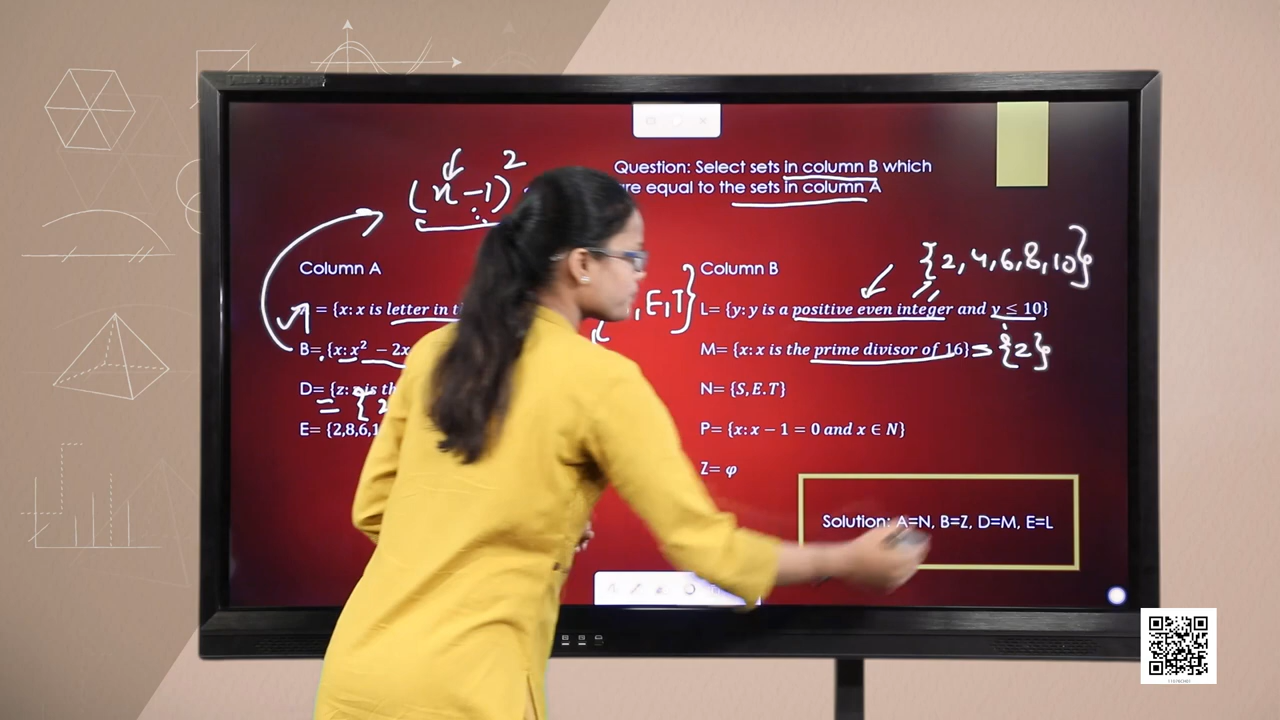 (x-1)²
Question: Select sets in column B which
are equal to the sets in column A
Column A
Column B
{2,4,6,8,10}
= {x: x is letter in
,E,T}
L= {y: y is a positive even integer and y ≤ 10}
B= {x: x² − 2x
M= {x: x is the prime divisor of 16}
={2}
D= {z: z is
N= {S, E.T}
= {2
E= {2,8,6,1
P= {x: x − 1 = 0 and x ∈ N}
Z= φ
Solution: A=N, B=Z, D=M, E=L